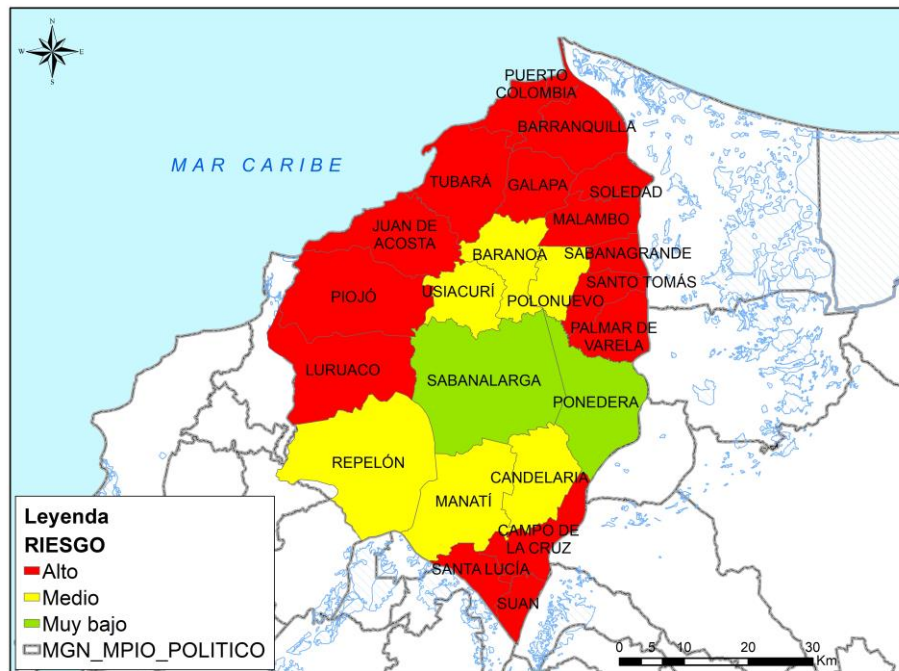 N
W E
S
PUERTO
COLOMBIA
BARRANQUILLA
MAR CARIBE
TUBARÁ
GALAPA
SOLEDAD
MALAMBO
JUAN DE
ACOSTA
BARANOA
SABANAGRANDE
SANTO TOMÁS
USIACURÍ
PIOJÓ
POLONUEVO
PALMAR DE
VARELA
LURUACO
SABANALARGA
PONEDERA
REPELÓN
CANDELARIA
MANATÍ
CAMPO DE
LA CRUZ
SANTA LUCÍA
SUAN
Leyenda
RIESGO
Alto
Medio
Muy bajo
MGN_MPIO_POLITICO
0 5 10 20 30
Km